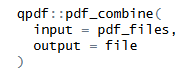 qpdf::pdf_combine(
  input = pdf_files,
  output = file
)